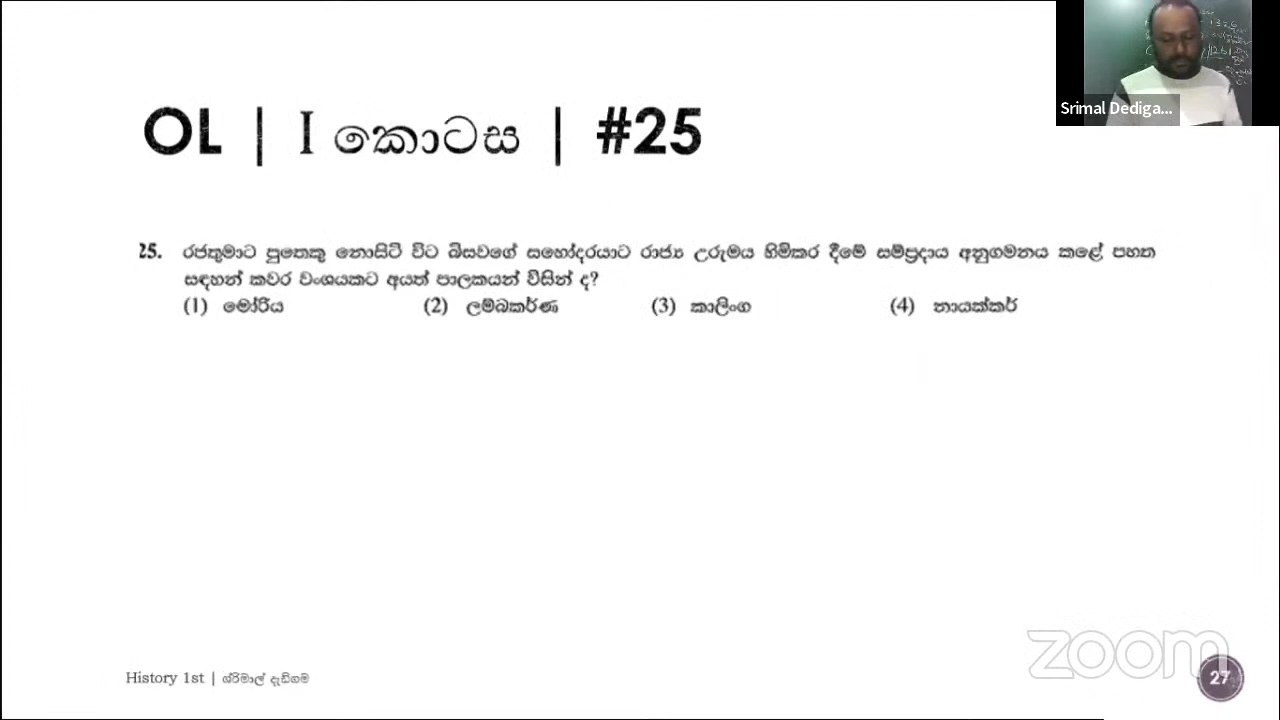 Srimal Dediga...
OL | I කොටස | #25
25. රජතුමාට පුතෙකු නොසිටි විට බිසවගේ සහෝදරයාට රාජ්‍ය උරුමය හිමිකර දීමේ සම්ප්‍රදාය අනුගමනය කළේ පහත
සඳහන් කවර වංශයකට අයත් පාලකයන් විසින් ද?
(1) මෝරිය (2) ලම්බකර්ණ (3) කාලිංග (4) නායක්කර්
History 1st | ශ්රිමාල් දැඩිගම
zoom
27